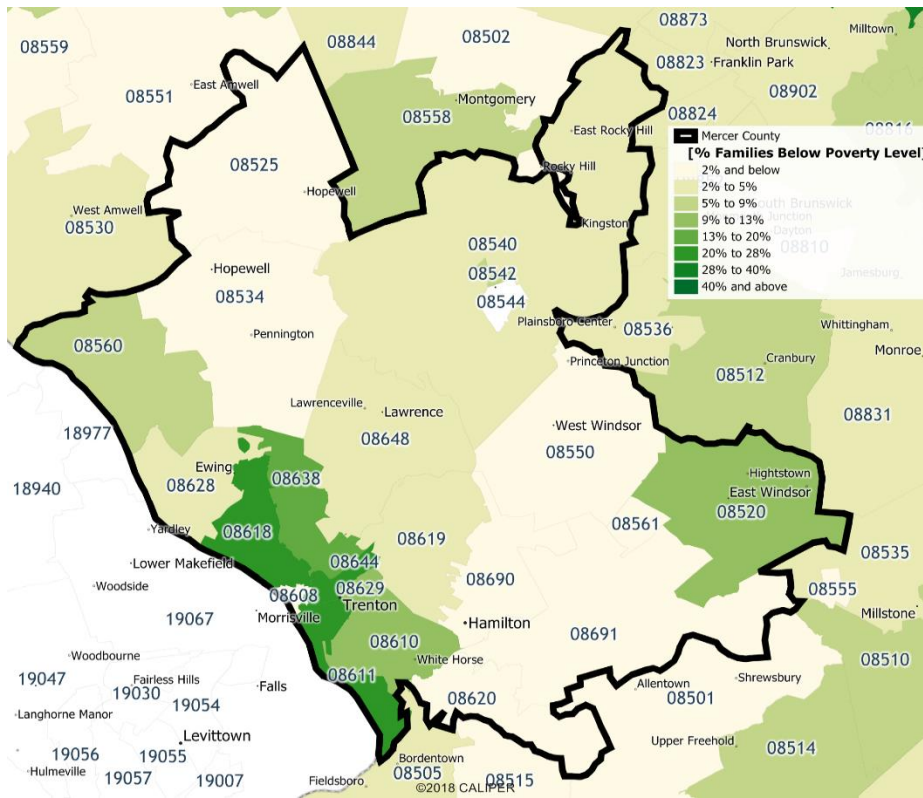 08873
08559
08844
08502
North Brunswick
Milltown
08823
Franklin Park
08551
East Amwell
08902
Montgomery
08558
08824
08816
East Rocky Hill
Mercer County
[% Families Below Poverty Level]
2% and below
2% to 5%
5% to 9%
9% to 13%
13% to 20%
20% to 28%
28% to 40%
40% and above
08525
Rocky Hill
Hopewell
South Brunswick
Junction
Dayton
08810
Jamesburg
West Amwell
08530
Kingston
08540
08542
08544
Hopewell
08534
Plainsboro Center
08536
Whittingham
Pennington
08560
Princeton Junction
Cranbury
08512
Monroe
Lawrenceville
Lawrence
08648
West Windsor
08550
08831
18977
Ewing
08628
08638
Hightstown
East Windsor
08520
18940
08618
08561
Yardley
08619
08535
Lower Makefield
08644
08690
08555
Woodside
08608
08629
Trenton
Morrisville
19067
Hamilton
08691
Millstone
08610
White Horse
08510
Woodbourne
08611
19047
Fairless Hills
19030
19054
Falls
08620
Allentown
08501
Shrewsbury
Langhorne Manor
Levittown
19056
19055
Upper Freehold
08514
Hulmeville
19057
19007
Bordentown
08505
08515
Fieldsboro
©2018 CALIPER